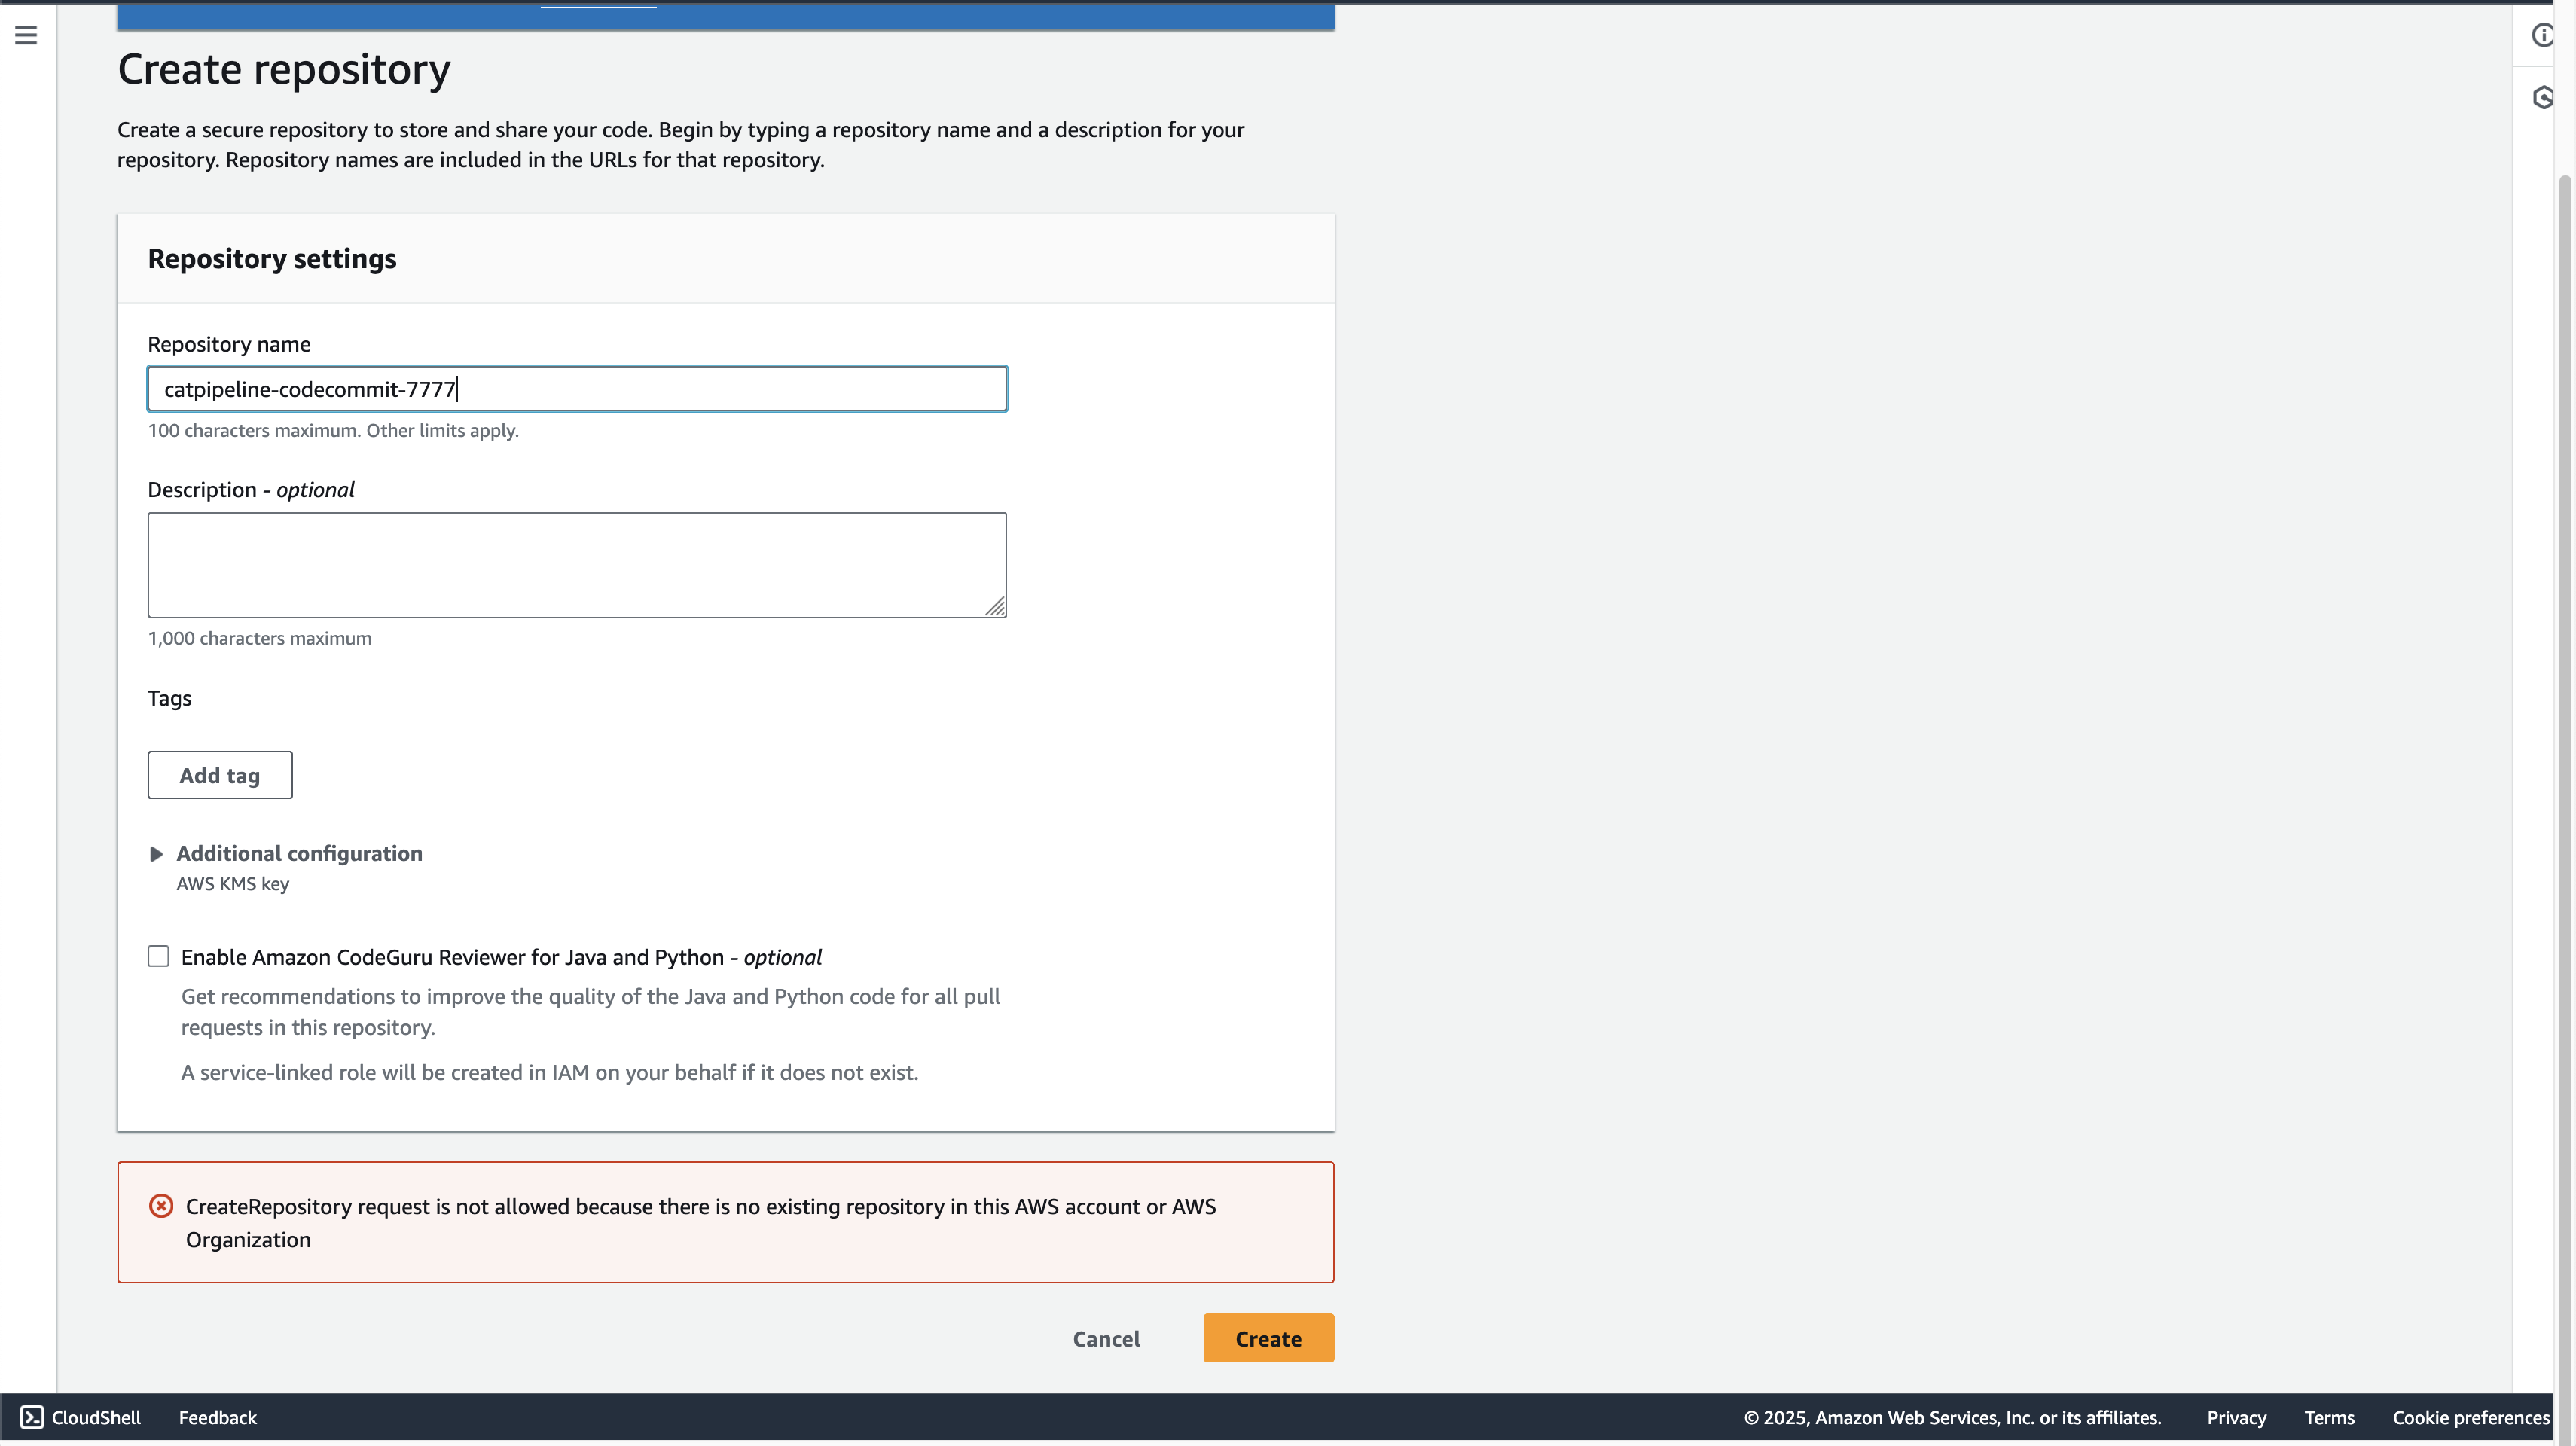 Create repository
Create a secure repository to store and share your code. Begin by typing a repository name and a description for your
repository. Repository names are included in the URLs for that repository.
Repository settings
Repository name
catpipeline-codecommit-7777
100 characters maximum. Other limits apply.
Description - optional
1,000 characters maximum
Tags
Add tag
Additional configuration
AWS KMS key
Enable Amazon CodeGuru Reviewer for Java and Python - optional
Get recommendations to improve the quality of the Java and Python code for all pull
requests in this repository.
A service-linked role will be created in IAM on your behalf if it does not exist.
CreateRepository request is not allowed because there is no existing repository in this AWS account or AWS
Organization
Cancel
Create
CloudShell
Feedback
© 2025, Amazon Web Services, Inc. or its affiliates.
Privacy
Terms
Cookie preferences